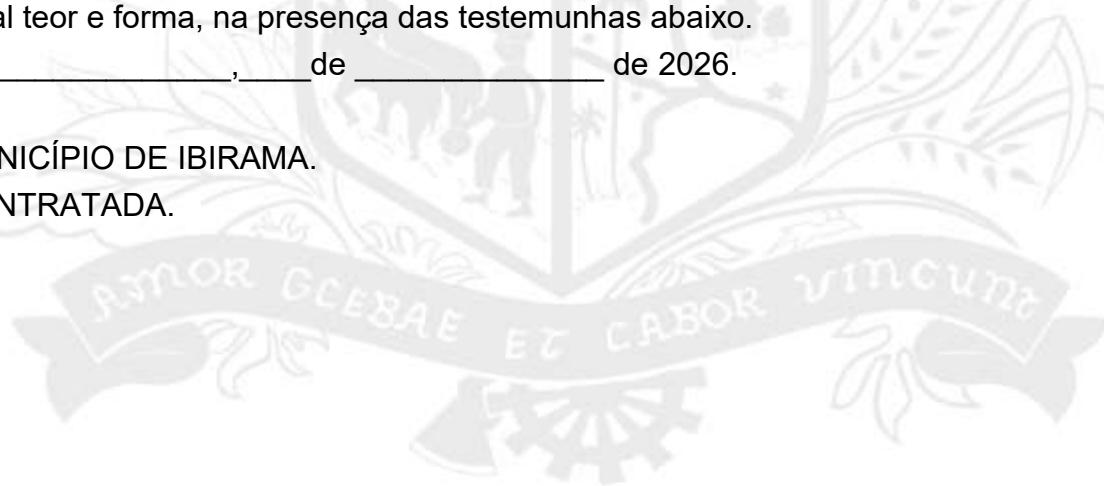 al teor e forma, na presença das testemunhas abaixo.
______________,____de ______________ de 2026.
NICÍPIO DE IBIRAMA.
NTRATADA.
AMOR GLEBAE ET LABOR VINCUNT